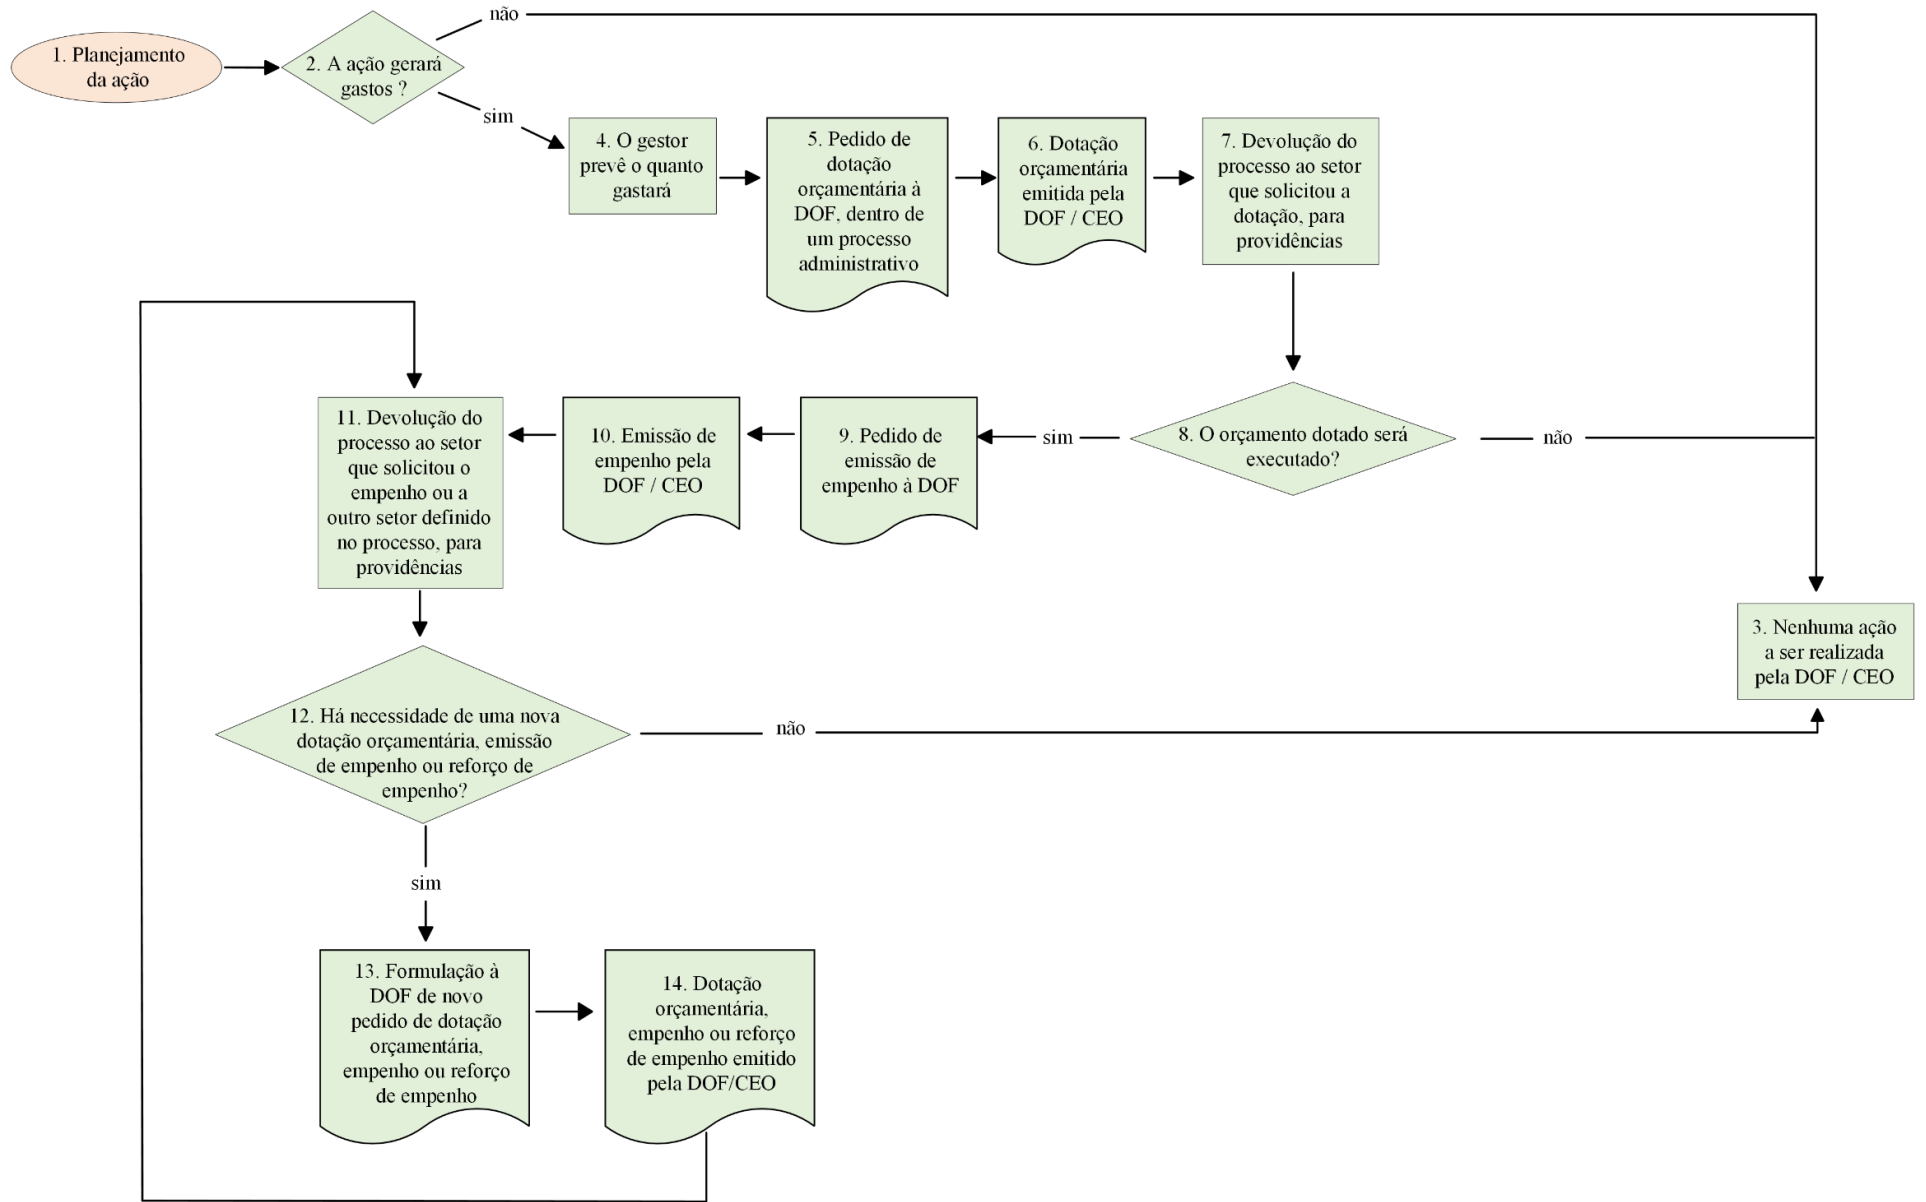 não
1. Planejamento
da ação
2. A ação gerará
gastos ?
sim
4. O gestor
prevê o quanto
gastará
5. Pedido de
dotação
orçamentária à
DOF, dentro de
um processo
administrativo
6. Dotação
orçamentária
emitida pela
DOF / CEO
7. Devolução do
processo ao setor
que solicitou a
dotação, para
providências
8. O orçamento dotado será
executado?
não
sim
9. Pedido de
emissão de
empenho à DOF
10. Emissão de
empenho pela
DOF / CEO
11. Devolução do
processo ao setor
que solicitou o
empenho ou a
outro setor definido
no processo, para
providências
3. Nenhuma ação
a ser realizada
pela DOF / CEO
12. Há necessidade de uma nova
dotação orçamentária, emissão
de empenho ou reforço de
empenho?
não
sim
13. Formulação à
DOF de novo
pedido de dotação
orçamentária,
empenho ou reforço
de empenho
14. Dotação
orçamentária,
empenho ou reforço
de empenho emitido
pela DOF/CEO